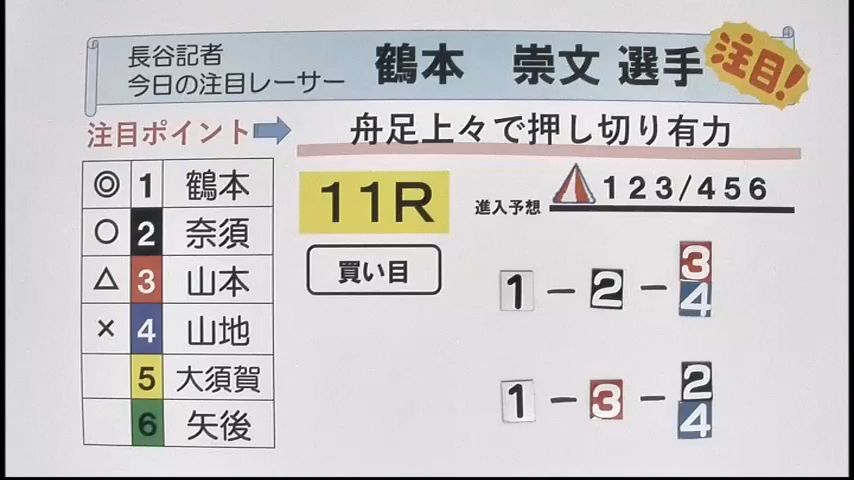 長谷記者
今日の注目レーサー
鶴本 崇文 選手
注目!
注目ポイント
舟足上々で押し切り有力
◎ 1 鶴本
○ 2 奈須
△ 3 山本
× 4 山地
5 大須賀
6 矢後
11R
進入予想
123/456
買い目
1-2-3
4
1-3-2
4